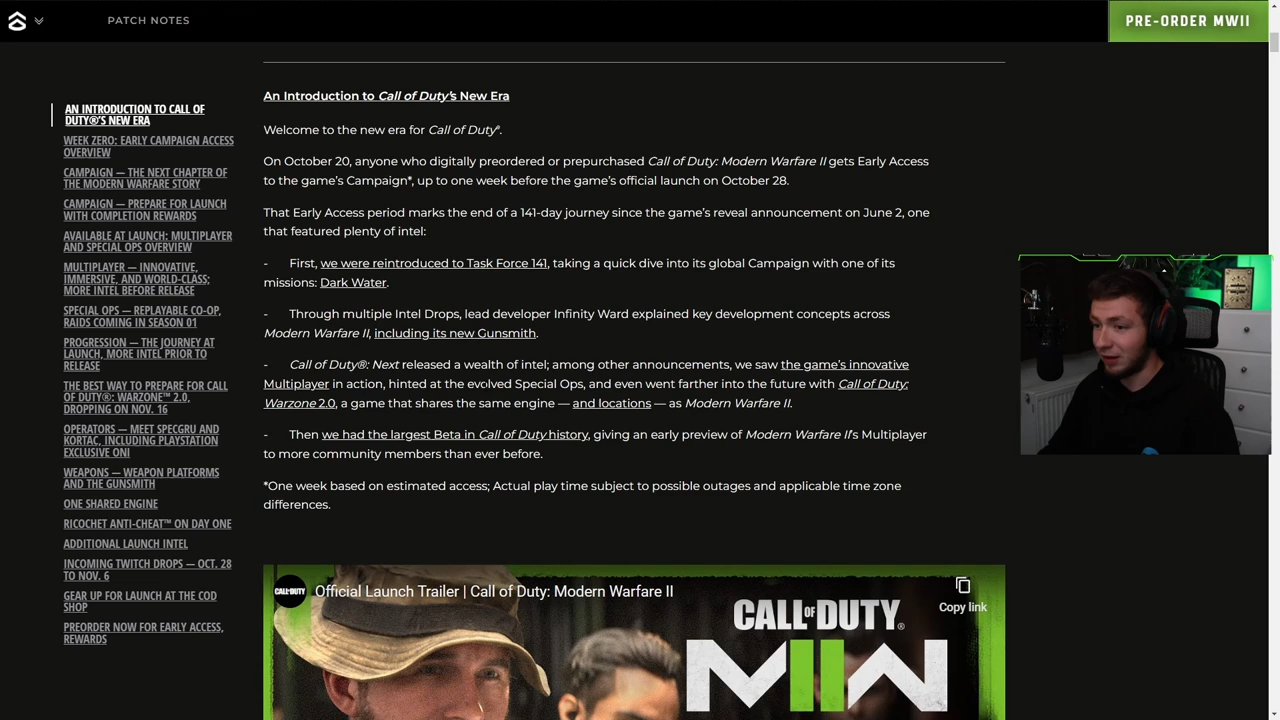 PATCH NOTES
PRE-ORDER MWII
AN INTRODUCTION TO CALL OF
DUTY®'S NEW ERA
WEEK ZERO: EARLY CAMPAIGN ACCESS
OVERVIEW
CAMPAIGN — THE NEXT CHAPTER OF
THE MODERN WARFARE STORY
CAMPAIGN — PREPARE FOR LAUNCH
WITH COMPLETION REWARDS
AVAILABLE AT LAUNCH: MULTIPLAYER
AND SPECIAL OPS OVERVIEW
MULTIPLAYER — INNOVATIVE,
IMMERSIVE, AND WORLD-CLASS;
MORE INTEL BEFORE RELEASE
SPECIAL OPS — REPLAYABLE CO-OP,
RAIDS COMING IN SEASON 01
PROGRESSION — THE JOURNEY AT
LAUNCH, MORE INTEL PRIOR TO
RELEASE
THE BEST WAY TO PREPARE FOR CALL
OF DUTY®: WARZONE™ 2.0,
DROPPING ON NOV. 16
OPERATORS — MEET SPECGRU AND
KORTAC, INCLUDING PLAYSTATION
EXCLUSIVE ONI
WEAPONS — WEAPON PLATFORMS
AND THE GUNSMITH
ONE SHARED ENGINE
RICOCHET ANTI-CHEAT™ ON DAY ONE
ADDITIONAL LAUNCH INTEL
INCOMING TWITCH DROPS — OCT. 28
TO NOV. 6
GEAR UP FOR LAUNCH AT THE COD
SHOP
PREORDER NOW FOR EARLY ACCESS,
REWARDS
An Introduction to Call of Duty's New Era
Welcome to the new era for Call of Duty®.
On October 20, anyone who digitally preordered or prepurchased Call of Duty: Modern Warfare II gets Early Access
to the game's Campaign*, up to one week before the game's official launch on October 28.
That Early Access period marks the end of a 141-day journey since the game's reveal announcement on June 2, one
that featured plenty of intel:
- First, we were reintroduced to Task Force 141, taking a quick dive into its global Campaign with one of its
missions: Dark Water.
- Through multiple Intel Drops, lead developer Infinity Ward explained key development concepts across
Modern Warfare II, including its new Gunsmith.
- Call of Duty®: Next released a wealth of intel; among other announcements, we saw the game's innovative
Multiplayer in action, hinted at the evolved Special Ops, and even went farther into the future with Call of Duty:
Warzone 2.0, a game that shares the same engine — and locations — as Modern Warfare II.
- Then we had the largest Beta in Call of Duty history, giving an early preview of Modern Warfare II's Multiplayer
to more community members than ever before.
*One week based on estimated access; Actual play time subject to possible outages and applicable time zone
differences.
CALL OF DUTY
Official Launch Trailer | Call of Duty: Modern Warfare II
Copy link
CALL OF DUTY®
MWII